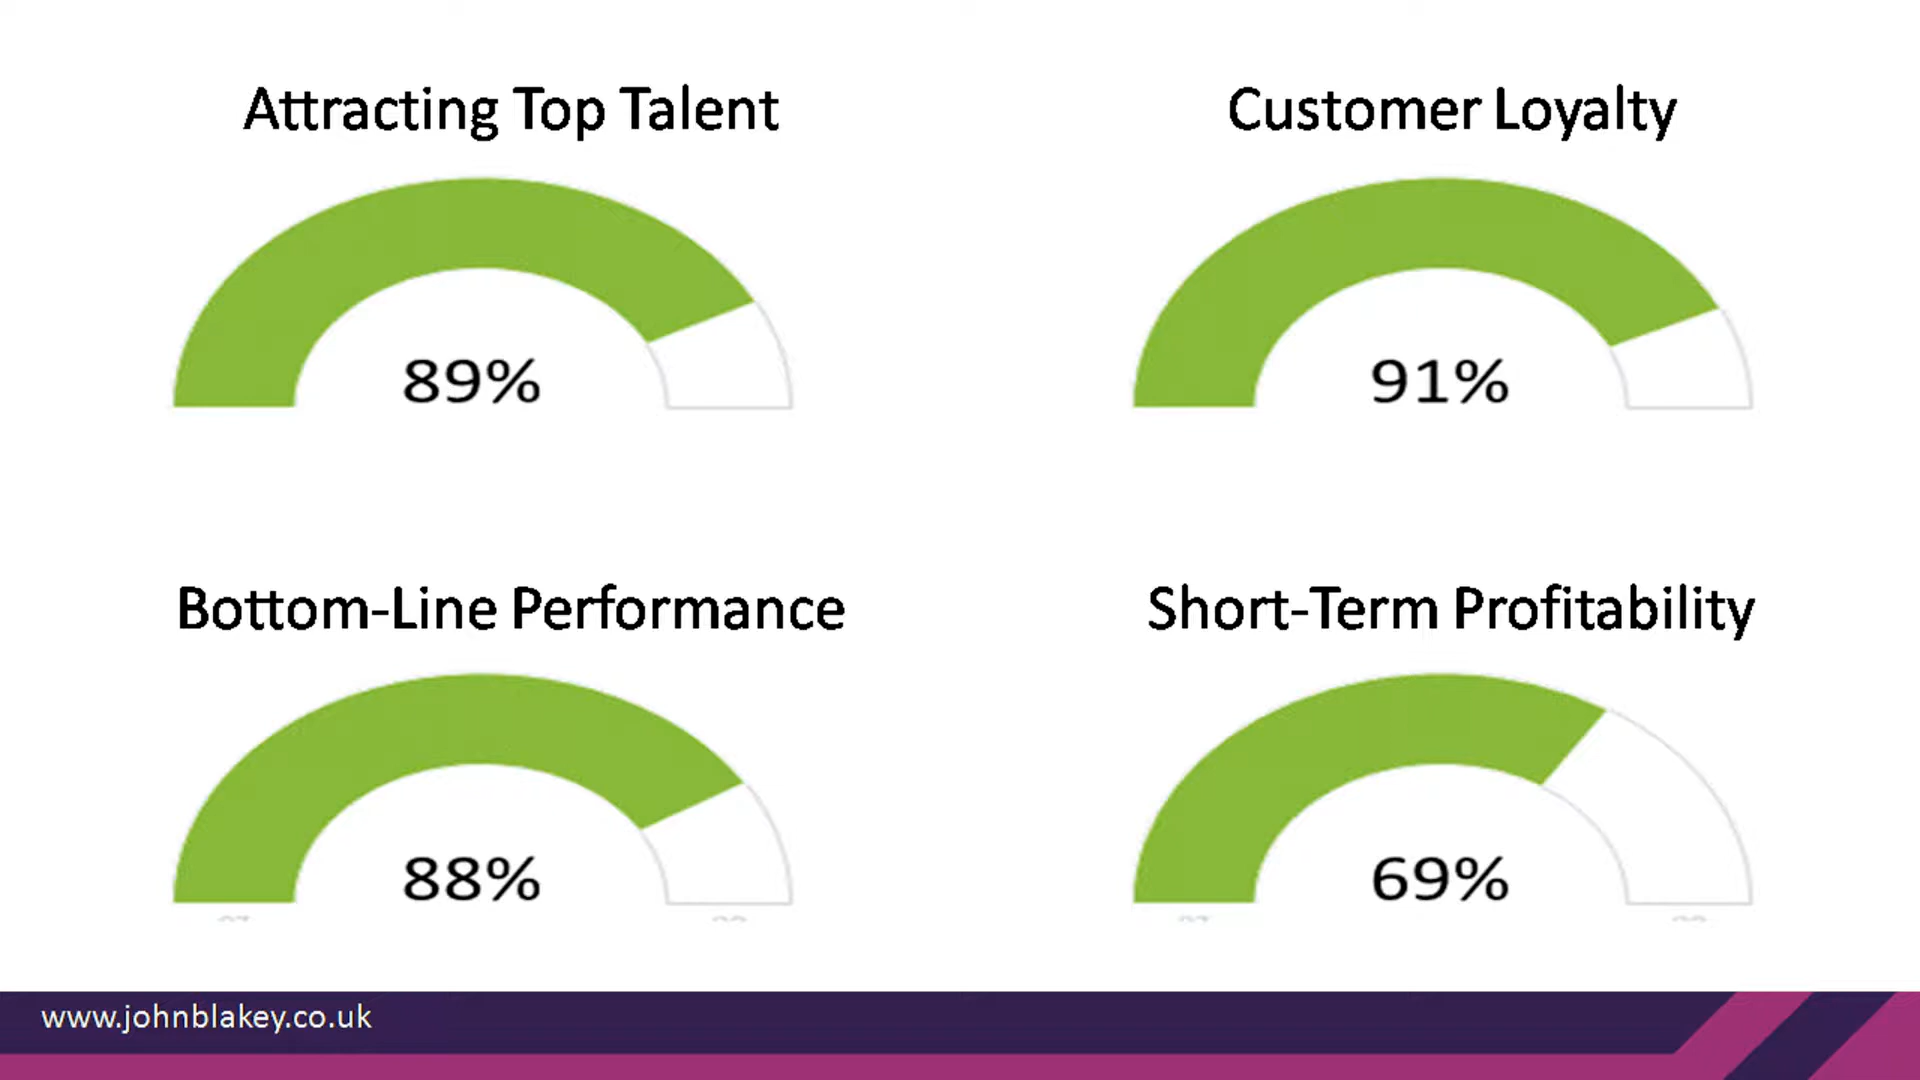 Attracting Top Talent
Customer Loyalty
89%
91%
Bottom-Line Performance
Short-Term Profitability
88%
69%
www.johnblakey.co.uk